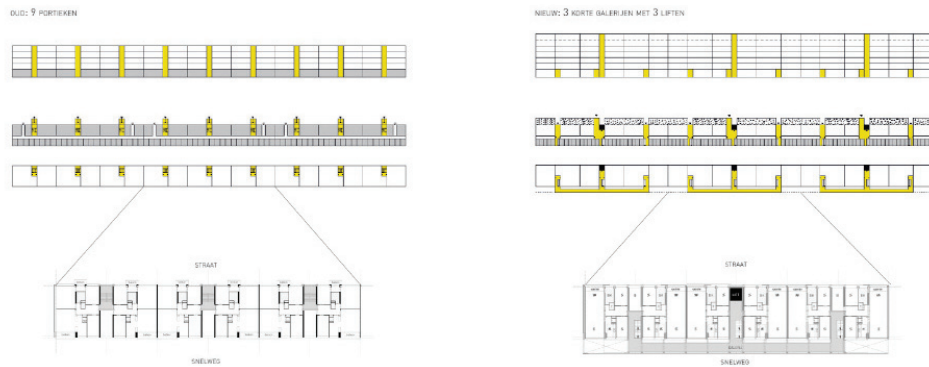 OUD: 9 PORTIEKEN
NIEUW: 3 KORTE GALERIJEN MET 3 LIFTEN
STRAAT
SNELWEG
STRAAT
SNELWEG